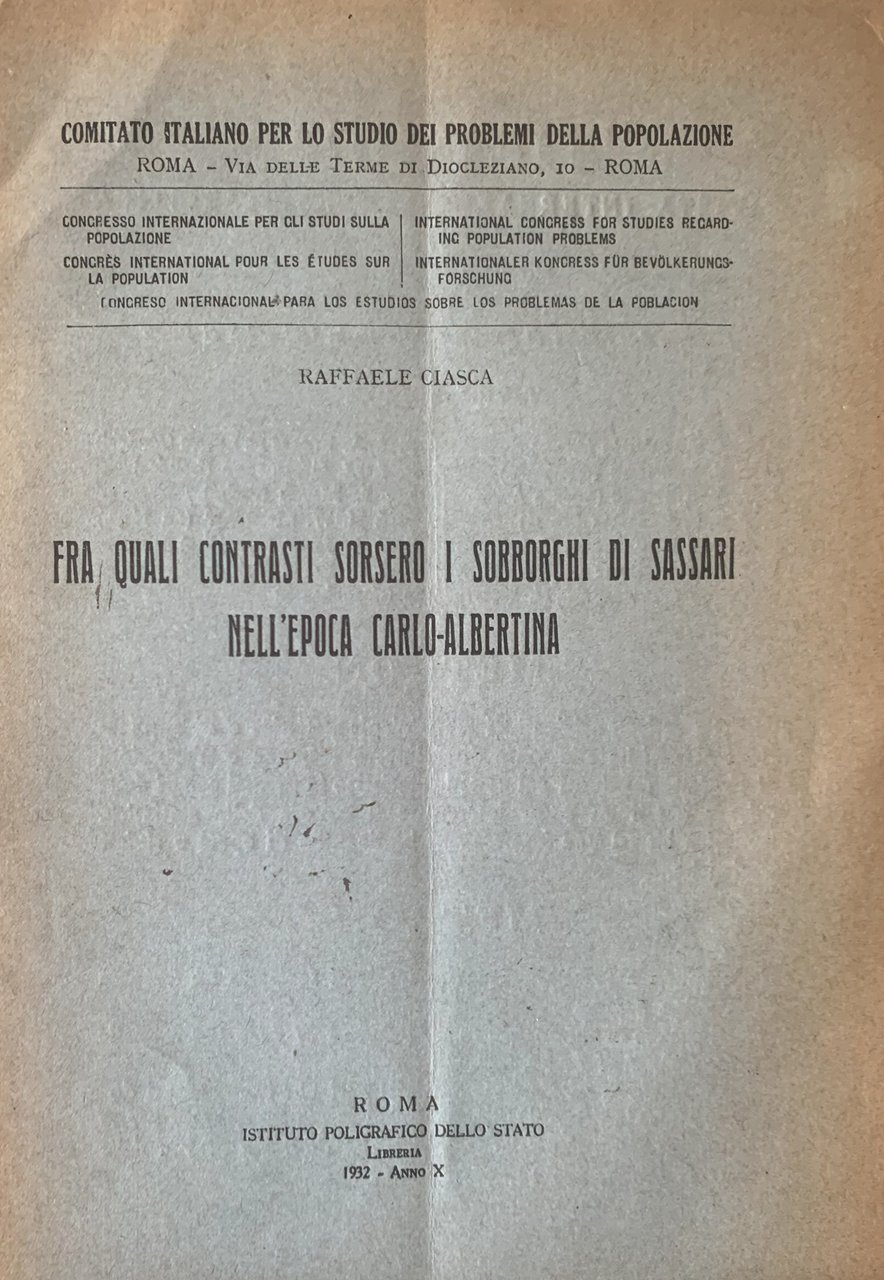 COMITATO ITALIANO PER LO STUDIO DEI PROBLEMI DELLA POPOLAZIONE
ROMA – VIA DELLE TERME DI DIOCLEZIANO, 10 – ROMA
CONGRESSO INTERNAZIONALE PER GLI STUDI SULLA
POPOLAZIONE
CONGRÈS INTERNATIONAL POUR LES ÉTUDES SUR
LA POPULATION
INTERNATIONAL CONGRESS FOR STUDIES REGARD-
ING POPULATION PROBLEMS
INTERNATIONALER KONGRESS FÜR BEVÖLKERUNGS-
FORSCHUNG
CONGRESO INTERNACIONAL PARA LOS ESTUDIOS SOBRE LOS PROBLEMAS DE LA POBLACION
RAFFAELE CIASCA
FRA QUALI CONTRASTI SORSERO I SOBBORGHI DI SASSARI
NELL'EPOCA CARLO-ALBERTINA
ROMA
ISTITUTO POLIGRAFICO DELLO STATO
LIBRERIA
1932 - ANNO X